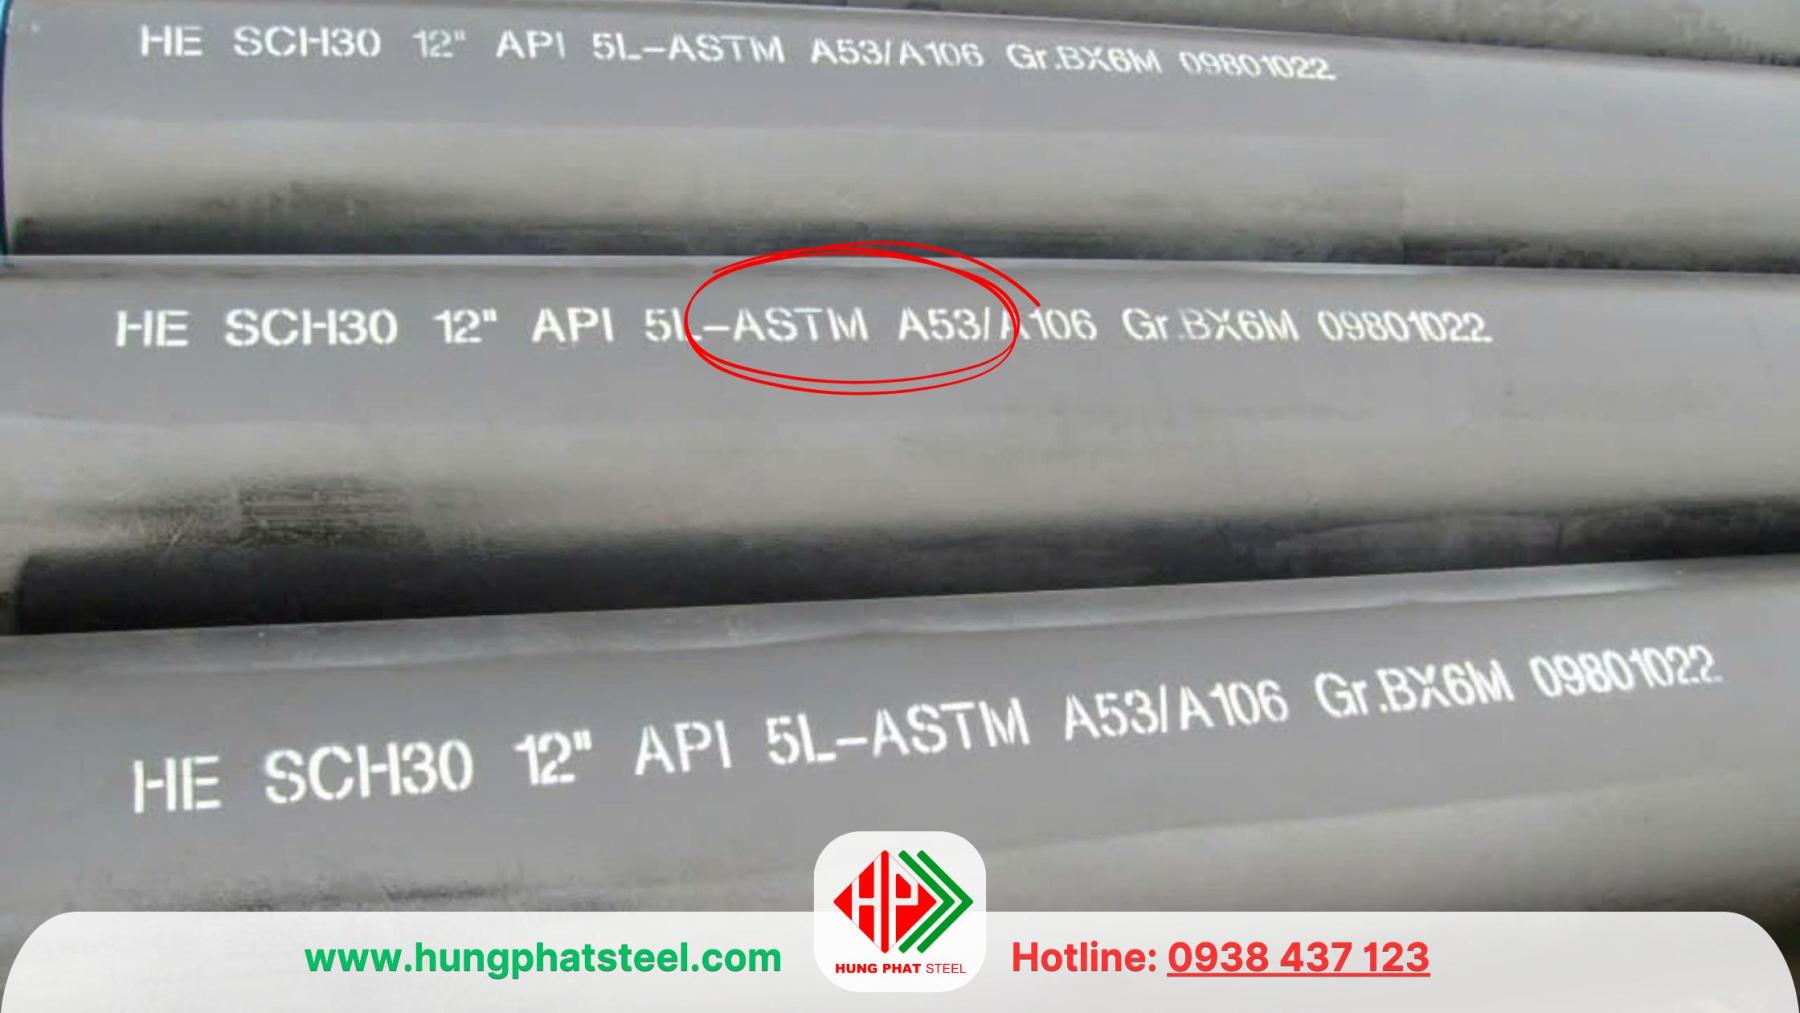 HE SCH30 12" API 5L-ASTM A53/A106 Gr.BX6M 09801022
HE SCH30 12" API 5L-ASTM A53/A106 Gr.BX6M 09801022
HE SCH30 12" API 5L-ASTM A53/A106 Gr.BX6M 09801022
www.hungphatsteel.com
HP
HUNG PHAT STEEL
Hotline: 0938 437 123